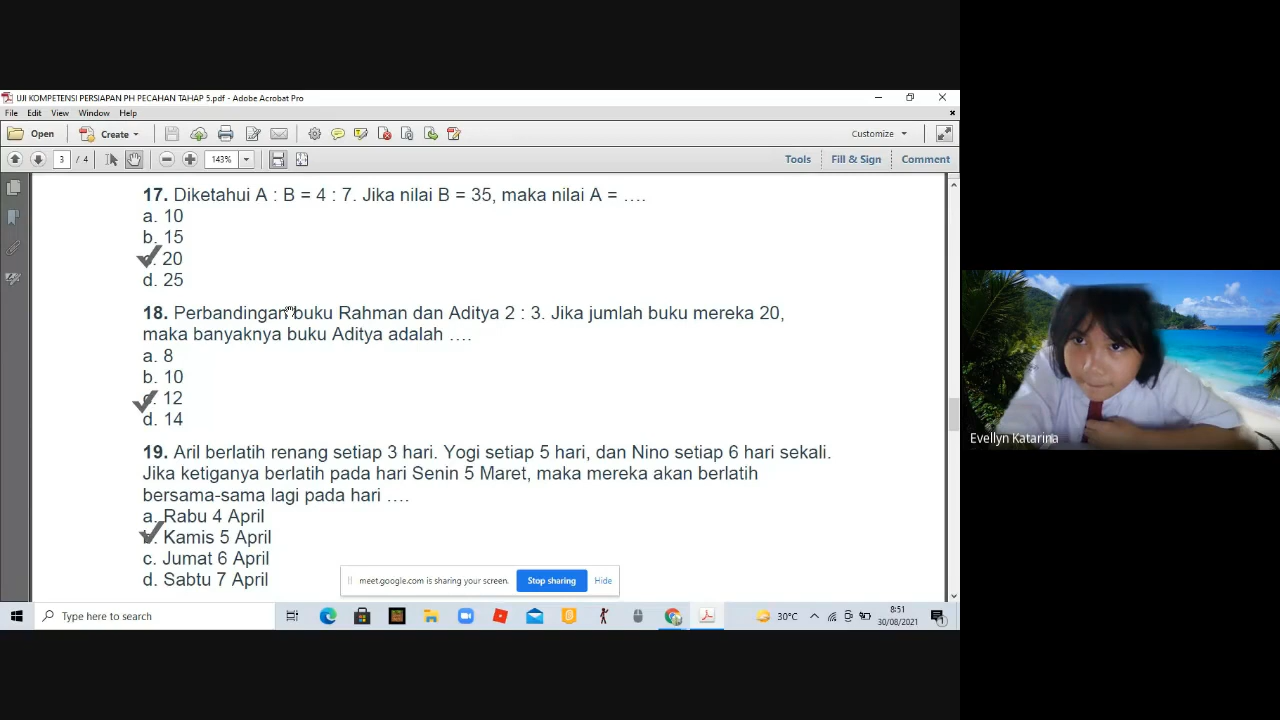 UJI KOMPETENSI PERSIAPAN PH PECAHAN TAHAP 5.pdf - Adobe Acrobat Pro
File Edit View Window Help
Open Create Customize
3 / 4 143% Tools Fill & Sign Comment
17. Diketahui A : B = 4 : 7. Jika nilai B = 35, maka nilai A = ….
a. 10
b. 15
20
d. 25
18. Perbandingan buku Rahman dan Aditya 2 : 3. Jika jumlah buku mereka 20,
maka banyaknya buku Aditya adalah ….
a. 8
b. 10
12
d. 14
19. Aril berlatih renang setiap 3 hari. Yogi setiap 5 hari, dan Nino setiap 6 hari sekali.
Jika ketiganya berlatih pada hari Senin 5 Maret, maka mereka akan berlatih
bersama-sama lagi pada hari ….
a. Rabu 4 April
Kamis 5 April
c. Jumat 6 April
d. Sabtu 7 April
meet.google.com is sharing your screen. Stop sharing Hide
Type here to search
30°C
8:51
30/08/2021
Evellyn Katarina